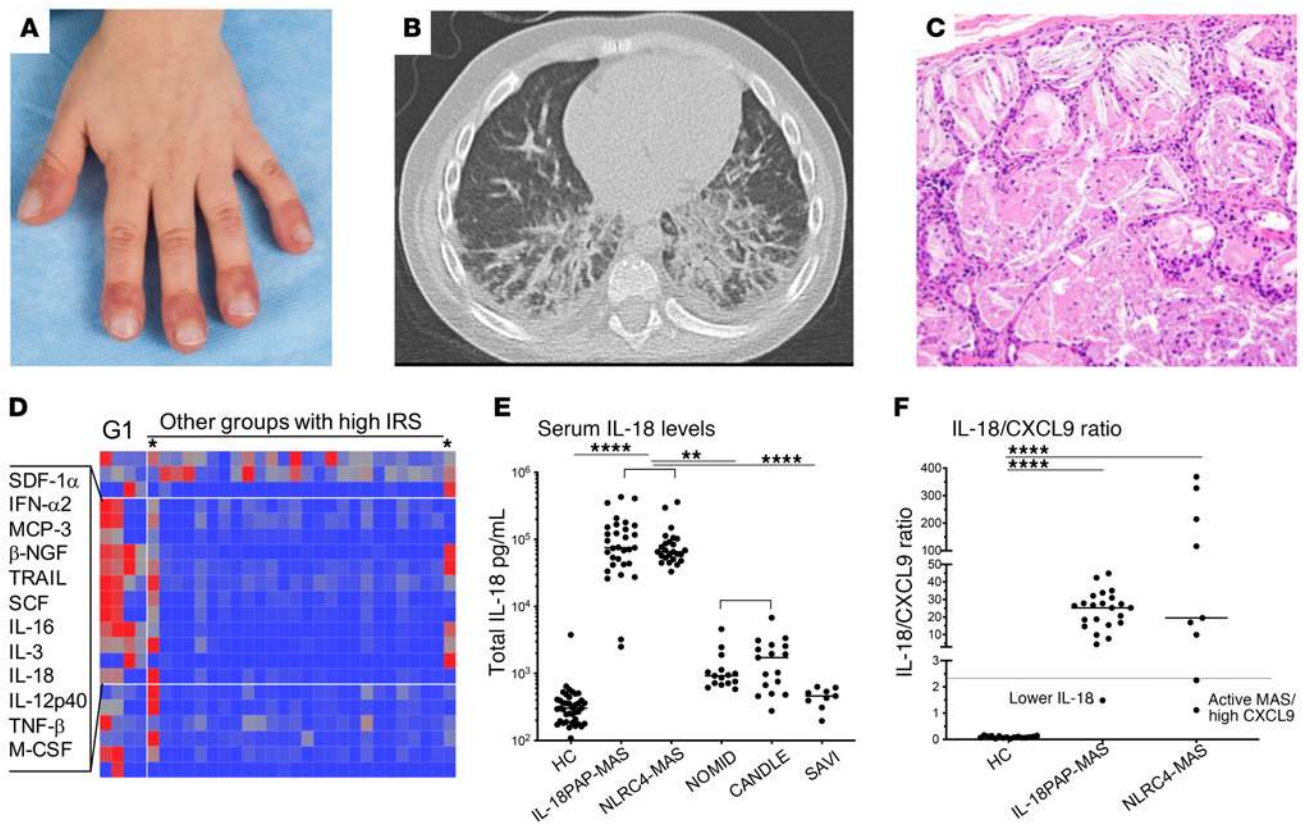 A
B
C
D
G1
Other groups with high IRS
*
*
SDF-1α
IFN-α2
MCP-3
β-NGF
TRAIL
SCF
IL-16
IL-3
IL-18
IL-12p40
TNF-β
M-CSF
E
Serum IL-18 levels
****
**
****
Total IL-18 pg/mL
10⁶
10⁵
10⁴
10³
10²
HC
IL-18PAP-MAS
NLRC4-MAS
NOMID
CANDLE
SAVI
F
IL-18/CXCL9 ratio
****
****
IL-18/CXCL9 ratio
400
300
200
100
50
40
30
20
10
3
2
1
0
Lower IL-18
Active MAS/
high CXCL9
HC
IL-18PAP-MAS
NLRC4-MAS